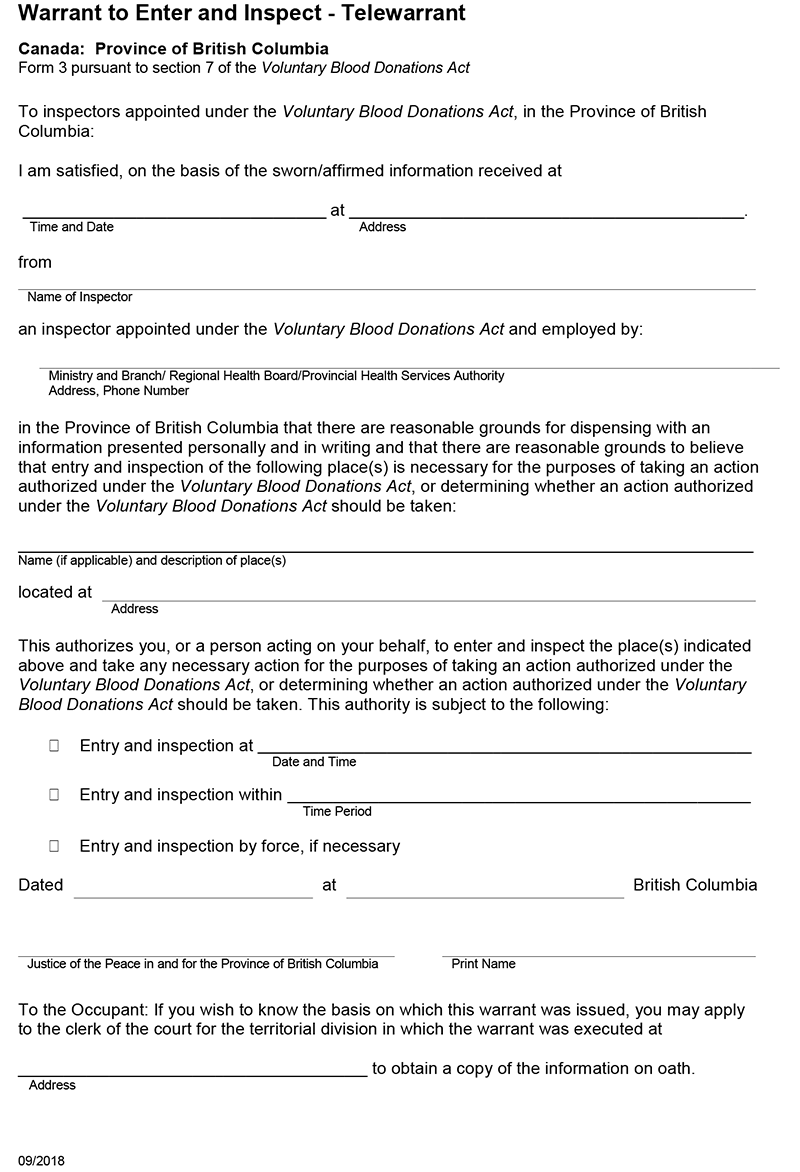 Warrant to Enter and Inspect - Telewarrant
Canada: Province of British Columbia
Form 3 pursuant to section 7 of the Voluntary Blood Donations Act
To inspectors appointed under the Voluntary Blood Donations Act, in the Province of British
Columbia:
I am satisfied, on the basis of the sworn/affirmed information received at
at .
Time and Date Address
from
Name of Inspector
an inspector appointed under the Voluntary Blood Donations Act and employed by:
Ministry and Branch/ Regional Health Board/Provincial Health Services Authority
Address, Phone Number
in the Province of British Columbia that there are reasonable grounds for dispensing with an
information presented personally and in writing and that there are reasonable grounds to believe
that entry and inspection of the following place(s) is necessary for the purposes of taking an action
authorized under the Voluntary Blood Donations Act, or determining whether an action authorized
under the Voluntary Blood Donations Act should be taken:
Name (if applicable) and description of place(s)
located at
Address
This authorizes you, or a person acting on your behalf, to enter and inspect the place(s) indicated
above and take any necessary action for the purposes of taking an action authorized under the
Voluntary Blood Donations Act, or determining whether an action authorized under the Voluntary
Blood Donations Act should be taken. This authority is subject to the following:
Entry and inspection at
Date and Time
Entry and inspection within
Time Period
Entry and inspection by force, if necessary
Dated at British Columbia
Justice of the Peace in and for the Province of British Columbia Print Name
To the Occupant: If you wish to know the basis on which this warrant was issued, you may apply
to the clerk of the court for the territorial division in which the warrant was executed at
to obtain a copy of the information on oath.
Address
09/2018